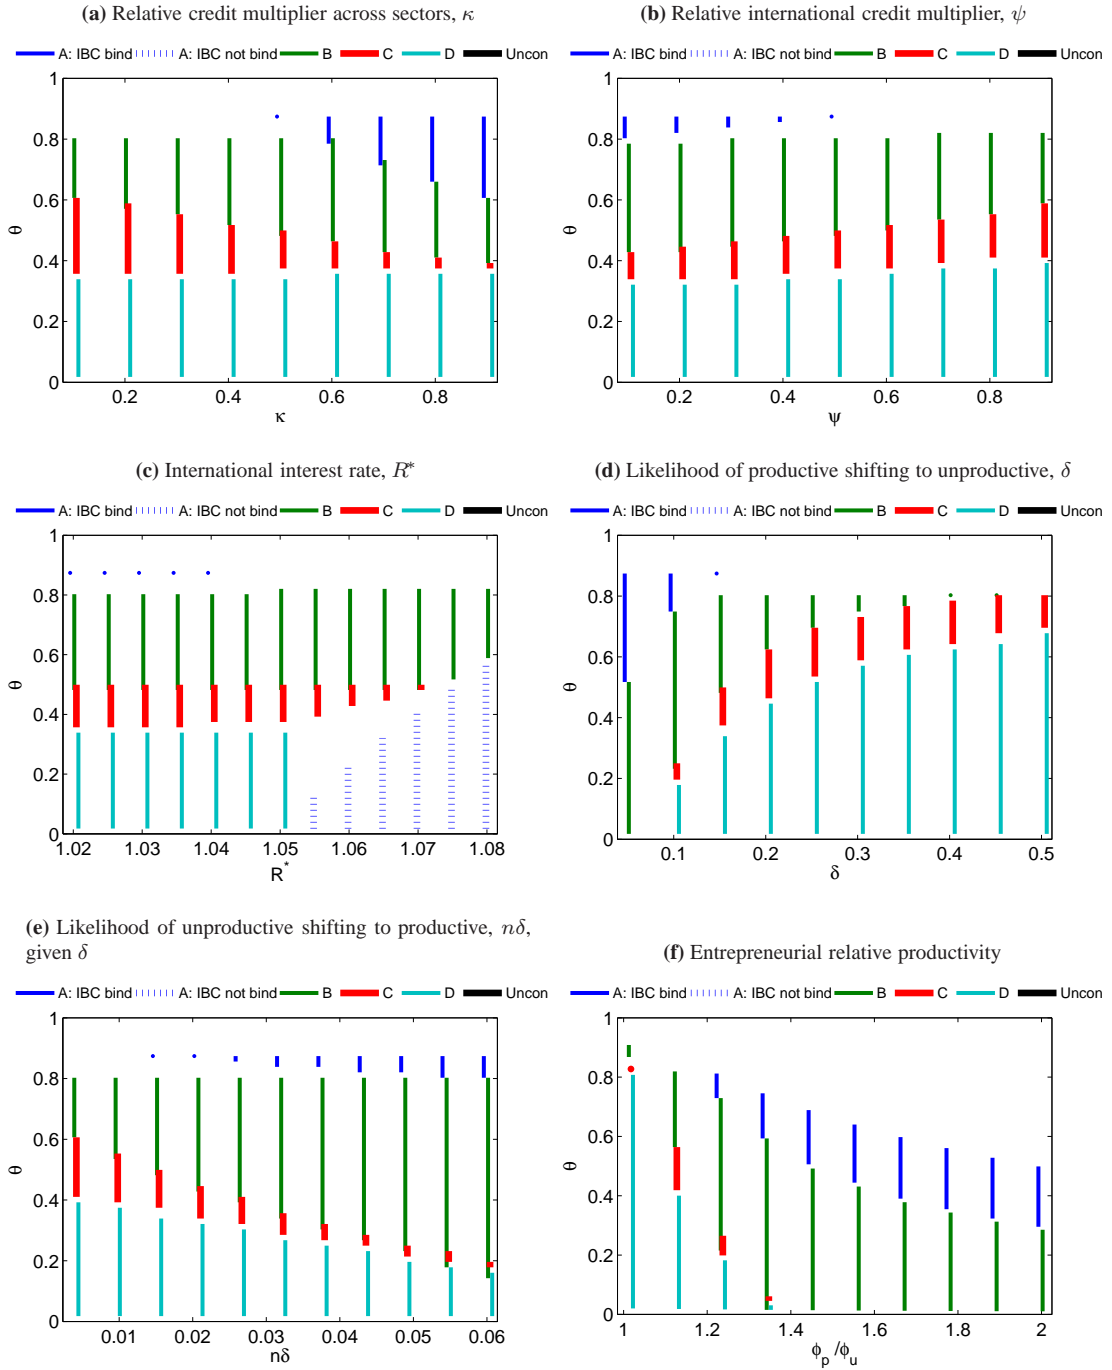 (a) Relative credit multiplier across sectors, κ
A: IBC bind A: IBC not bind B C D Uncon
1
0.8
0.6
θ
0.4
0.2
0
0.2 0.4 0.6 0.8
κ
(b) Relative international credit multiplier, ψ
A: IBC bind A: IBC not bind B C D Uncon
1
0.8
0.6
θ
0.4
0.2
0
0.2 0.4 0.6 0.8
ψ
(c) International interest rate, R*
A: IBC bind A: IBC not bind B C D Uncon
1
0.8
0.6
θ
0.4
0.2
0
1.02 1.03 1.04 1.05 1.06 1.07 1.08
R*
(d) Likelihood of productive shifting to unproductive, δ
A: IBC bind A: IBC not bind B C D Uncon
1
0.8
0.6
θ
0.4
0.2
0
0.1 0.2 0.3 0.4 0.5
δ
(e) Likelihood of unproductive shifting to productive, nδ,
given δ
A: IBC bind A: IBC not bind B C D Uncon
1
0.8
0.6
θ
0.4
0.2
0
0.01 0.02 0.03 0.04 0.05 0.06
nδ
(f) Entrepreneurial relative productivity
A: IBC bind A: IBC not bind B C D Uncon
1
0.8
0.6
θ
0.4
0.2
0
1 1.2 1.4 1.6 1.8 2
ϕ_p/ϕ_u